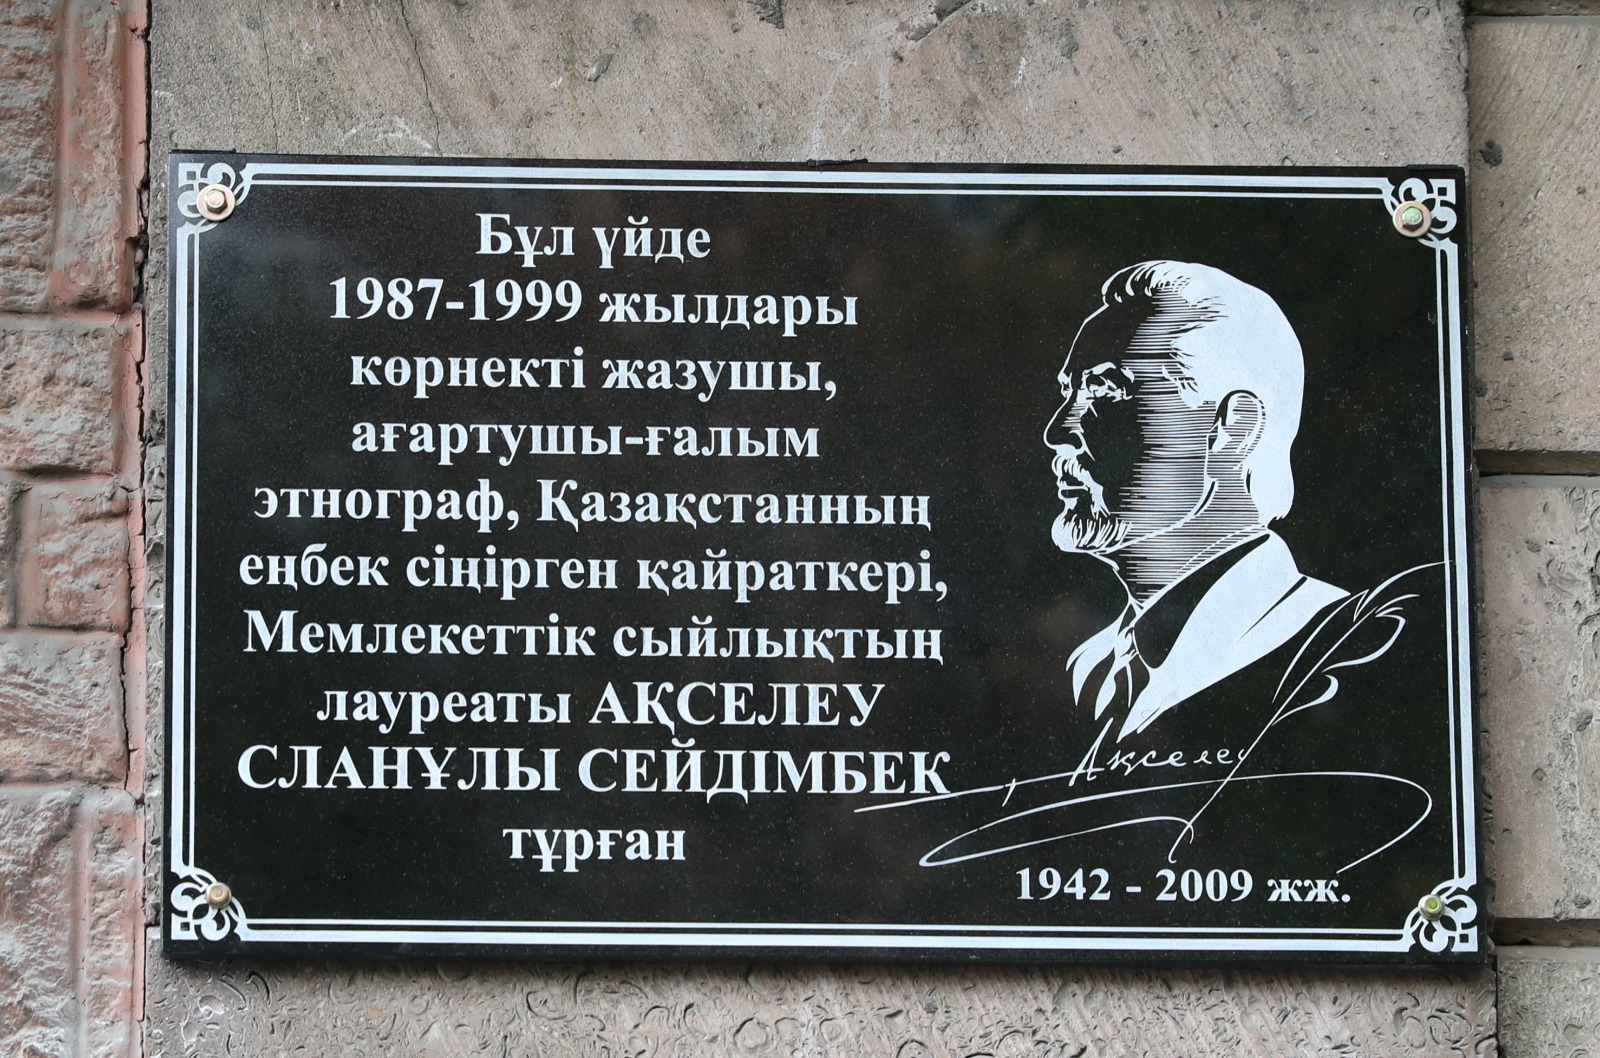 Бұл үйде
1987-1999 жылдары
көрнекті жазушы,
ағартушы-ғалым
этнограф, Қазақстанның
еңбек сіңірген қайраткері,
Мемлекеттік сыйлықтың
лауреаты АҚСЕЛЕУ
СЛАНҰЛЫ СЕЙДІМБЕК
тұрған
Ақселеу
1942 - 2009 жж.